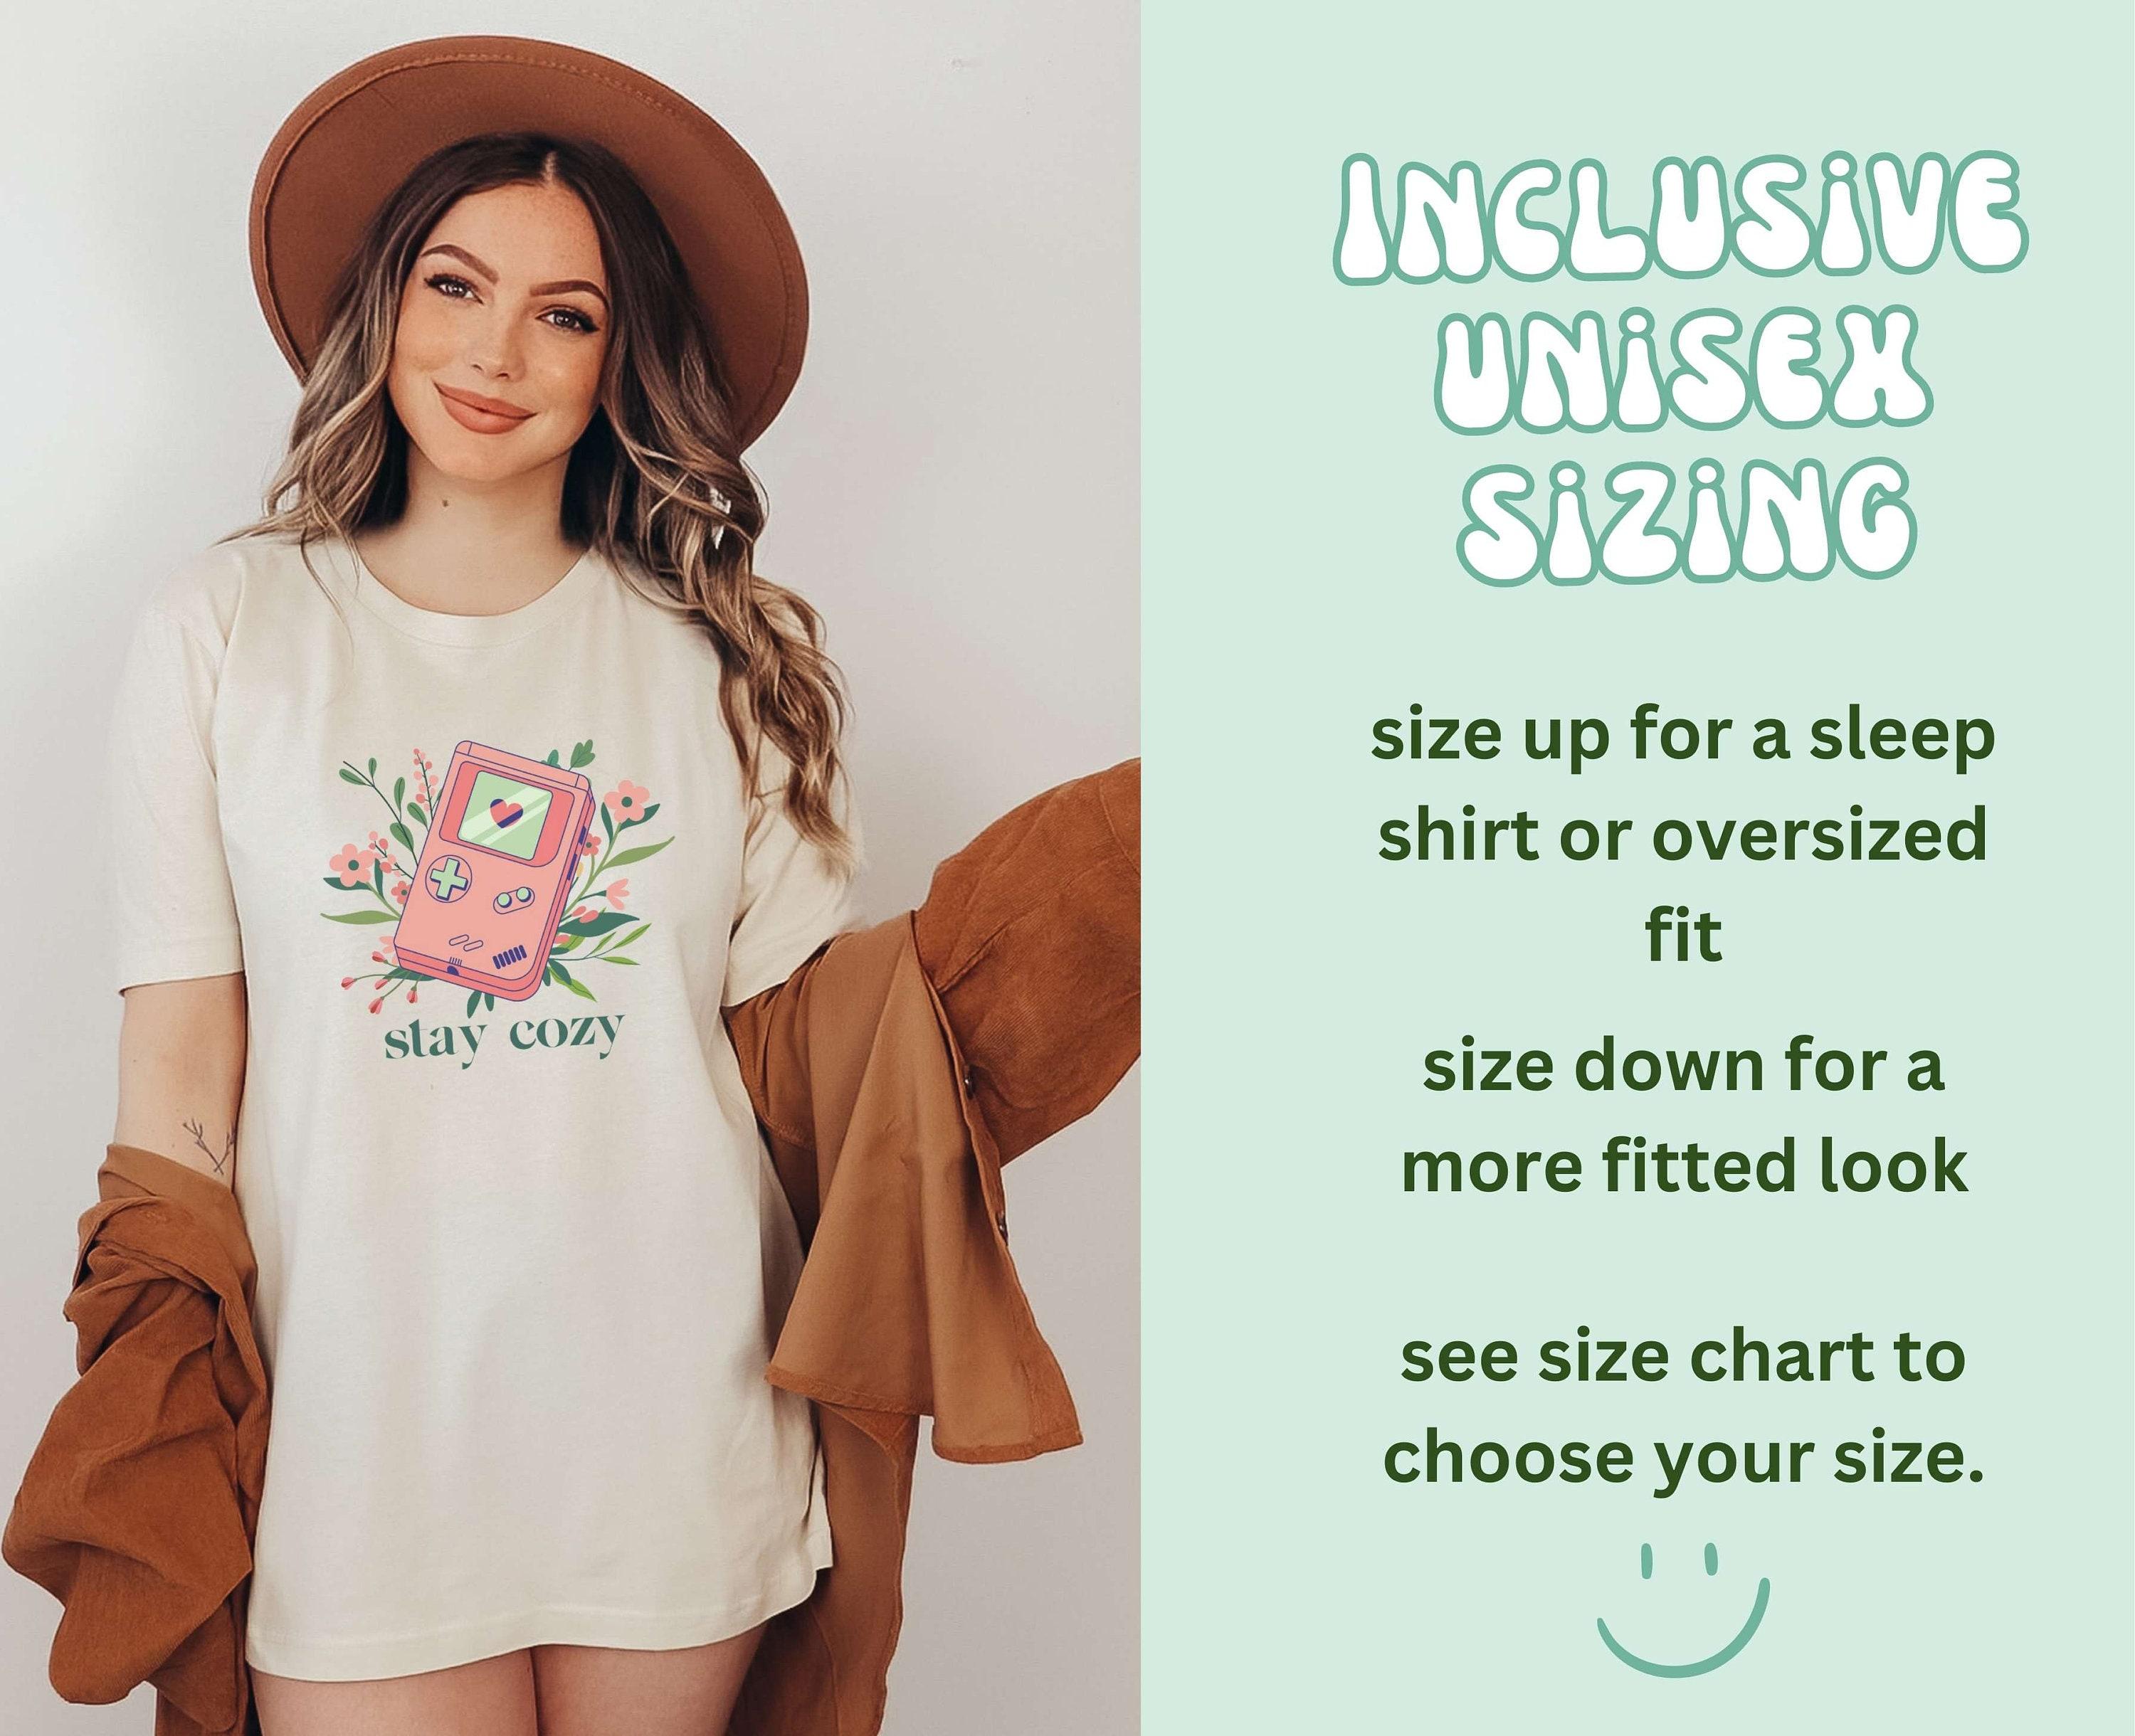 stay cozy
INCLUSiVE
UNiSEX
SiZiNG
size up for a sleep
shirt or oversized
fit
size down for a
more fitted look
see size chart to
choose your size.